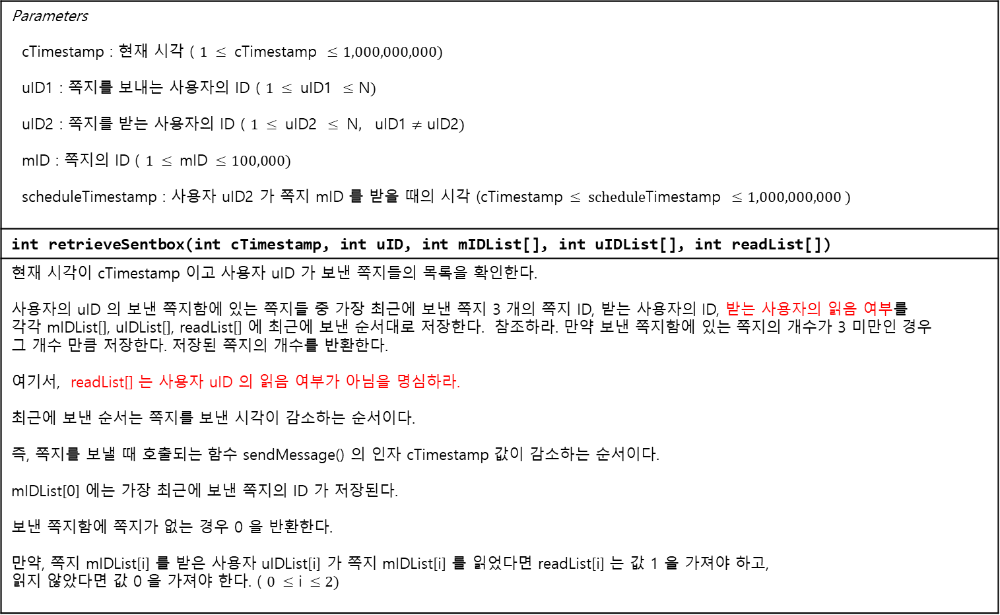 Parameters
cTimestamp : 현재 시각 ( 1 ≤ cTimestamp ≤ 1,000,000,000)
uID1 : 쪽지를 보내는 사용자의 ID ( 1 ≤ uID1 ≤ N)
uID2 : 쪽지를 받는 사용자의 ID ( 1 ≤ uID2 ≤ N, uID1 ≠ uID2)
mID : 쪽지의 ID ( 1 ≤ mID ≤ 100,000)
scheduleTimestamp : 사용자 uID2 가 쪽지 mID 를 받을 때의 시각 (cTimestamp ≤ scheduleTimestamp ≤ 1,000,000,000 )
int retrieveSentbox(int cTimestamp, int uID, int mIDList[], int uIDList[], int readList[])
현재 시각이 cTimestamp 이고 사용자 uID 가 보낸 쪽지들의 목록을 확인한다.
사용자의 uID 의 보낸 쪽지함에 있는 쪽지들 중 가장 최근에 보낸 쪽지 3 개의 쪽지 ID, 받는 사용자의 ID, 받는 사용자의 읽음 여부를
각각 mIDList[], uIDList[], readList[] 에 최근에 보낸 순서대로 저장한다. 참조하라. 만약 보낸 쪽지함에 있는 쪽지의 개수가 3 미만인 경우
그 개수 만큼 저장한다. 저장된 쪽지의 개수를 반환한다.
여기서, readList[] 는 사용자 uID 의 읽음 여부가 아님을 명심하라.
최근에 보낸 순서는 쪽지를 보낸 시각이 감소하는 순서이다.
즉, 쪽지를 보낼 때 호출되는 함수 sendMessage() 의 인자 cTimestamp 값이 감소하는 순서이다.
mIDList[0] 에는 가장 최근에 보낸 쪽지의 ID 가 저장된다.
보낸 쪽지함에 쪽지가 없는 경우 0 을 반환한다.
만약, 쪽지 mIDList[i] 를 받은 사용자 uIDList[i] 가 쪽지 mIDList[i] 를 읽었다면 readList[i] 는 값 1 을 가져야 하고,
읽지 않았다면 값 0 을 가져야 한다. ( 0 ≤ i ≤ 2)